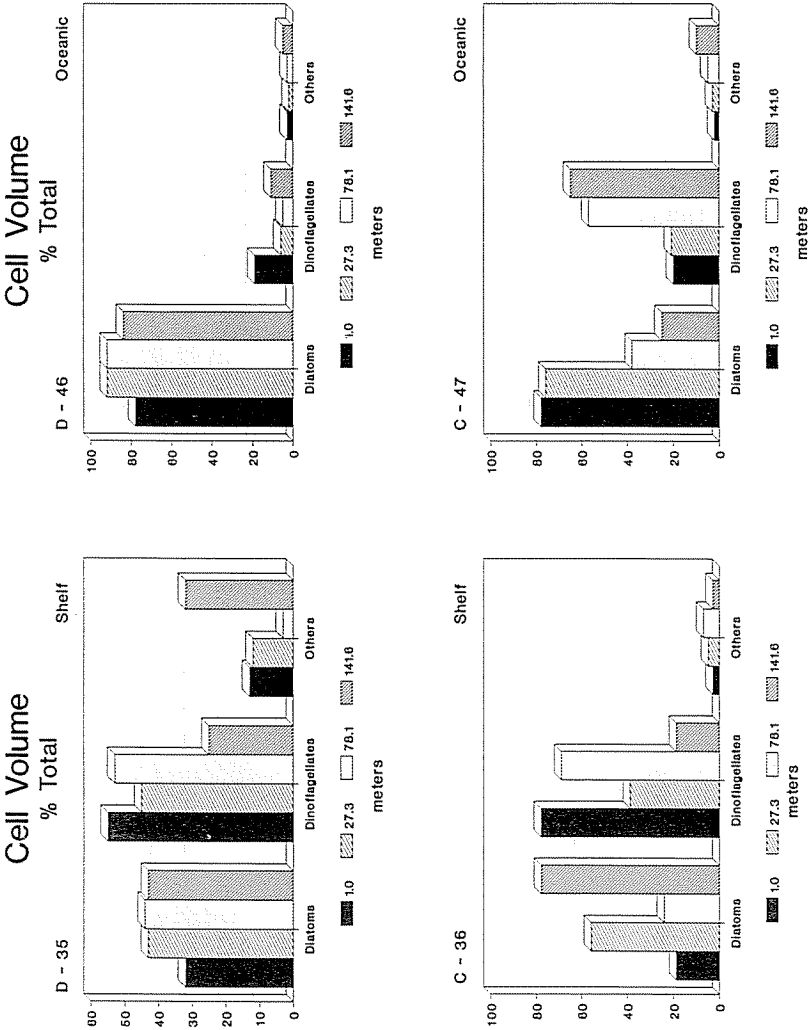 Cell Volume
% Total
D - 35 Shelf
60
50
40
30
20
10
0
Diatoms Dinoflagellates Others
1.0 27.3 78.1 141.6
meters
C - 36 Shelf
100
80
60
40
20
0
Diatoms Dinoflagellates Others
1.0 27.3 78.1 141.6
meters
Cell Volume
% Total
D - 46 Oceanic
100
80
60
40
20
0
Diatoms Dinoflagellates Others
1.0 27.3 78.1 141.6
meters
C - 47 Oceanic
100
80
60
40
20
0
Diatoms Dinoflagellates Others
1.0 27.3 78.1 141.6
meters